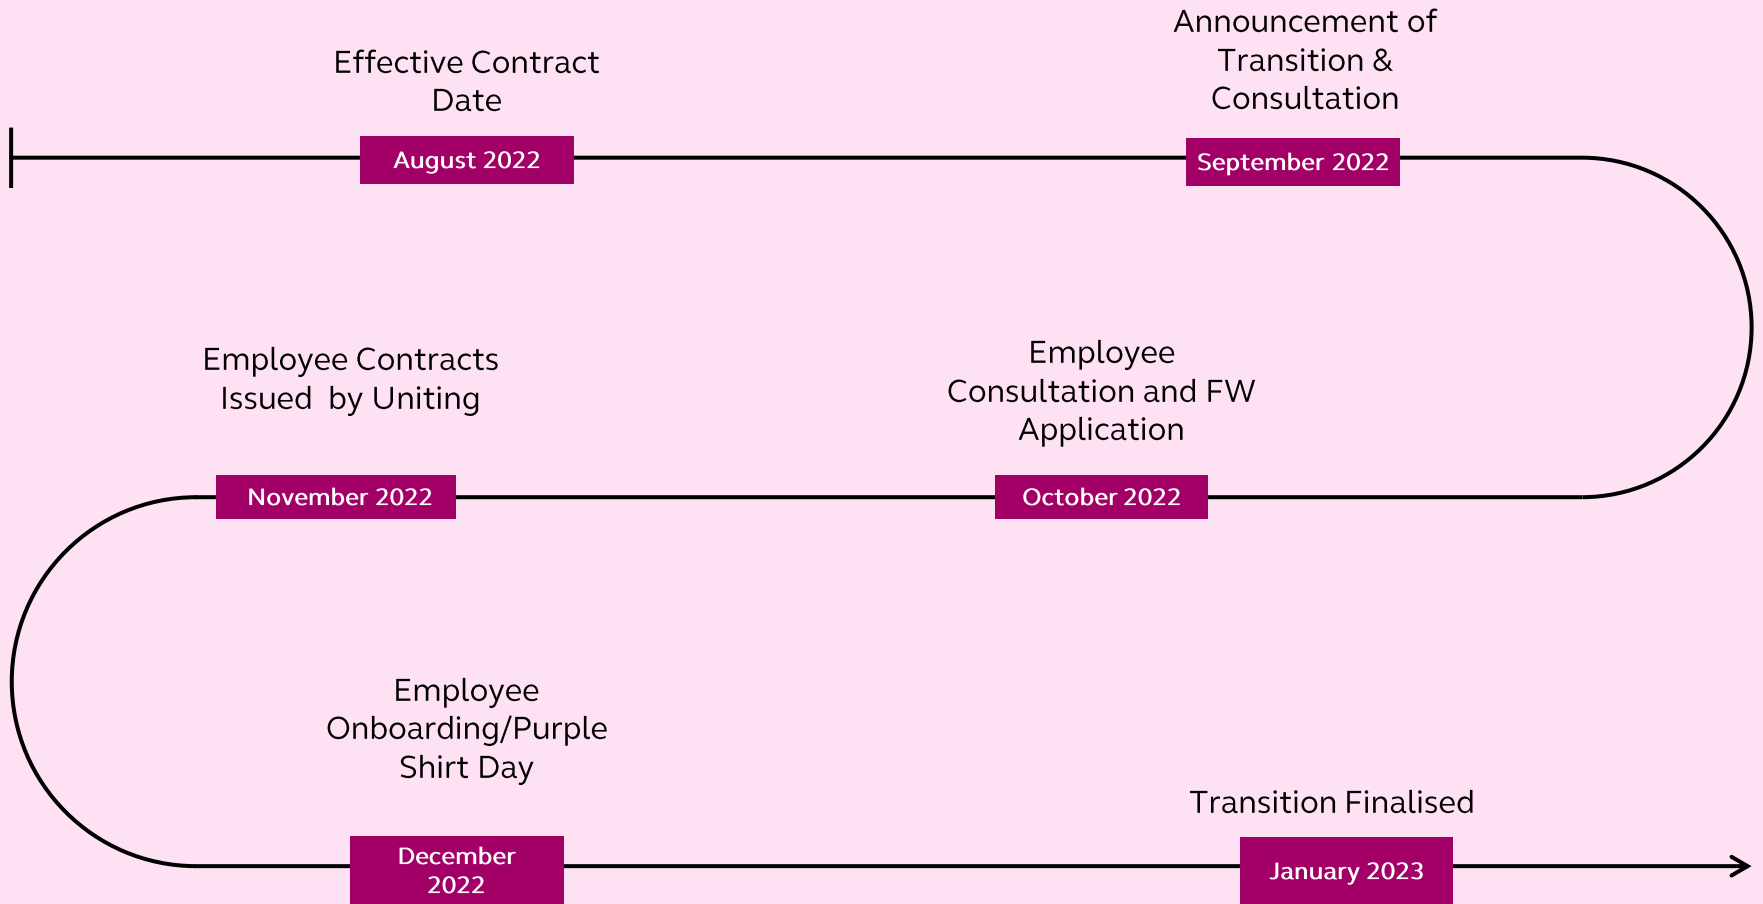 Effective Contract
Date
August 2022
Announcement of
Transition &
Consultation
September 2022
Employee
Consultation and FW
Application
October 2022
Employee Contracts
Issued  by Uniting
November 2022
Employee
Onboarding/Purple
Shirt Day
December
2022
Transition Finalised
January 2023